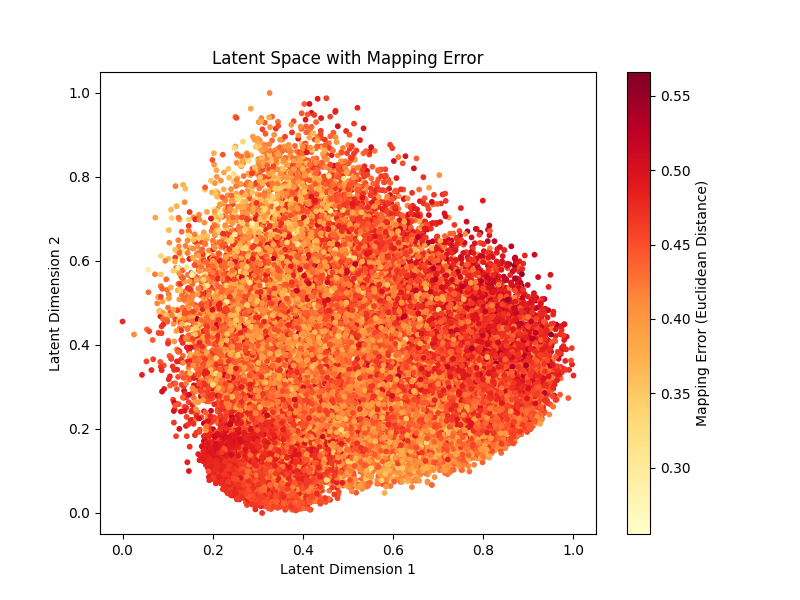 Latent Space with Mapping Error
1.0
0.8
0.6
0.4
0.2
0.0
Latent Dimension 2
0.0 0.2 0.4 0.6 0.8 1.0
Latent Dimension 1
0.55
0.50
0.45
0.40
0.35
0.30
Mapping Error (Euclidean Distance)